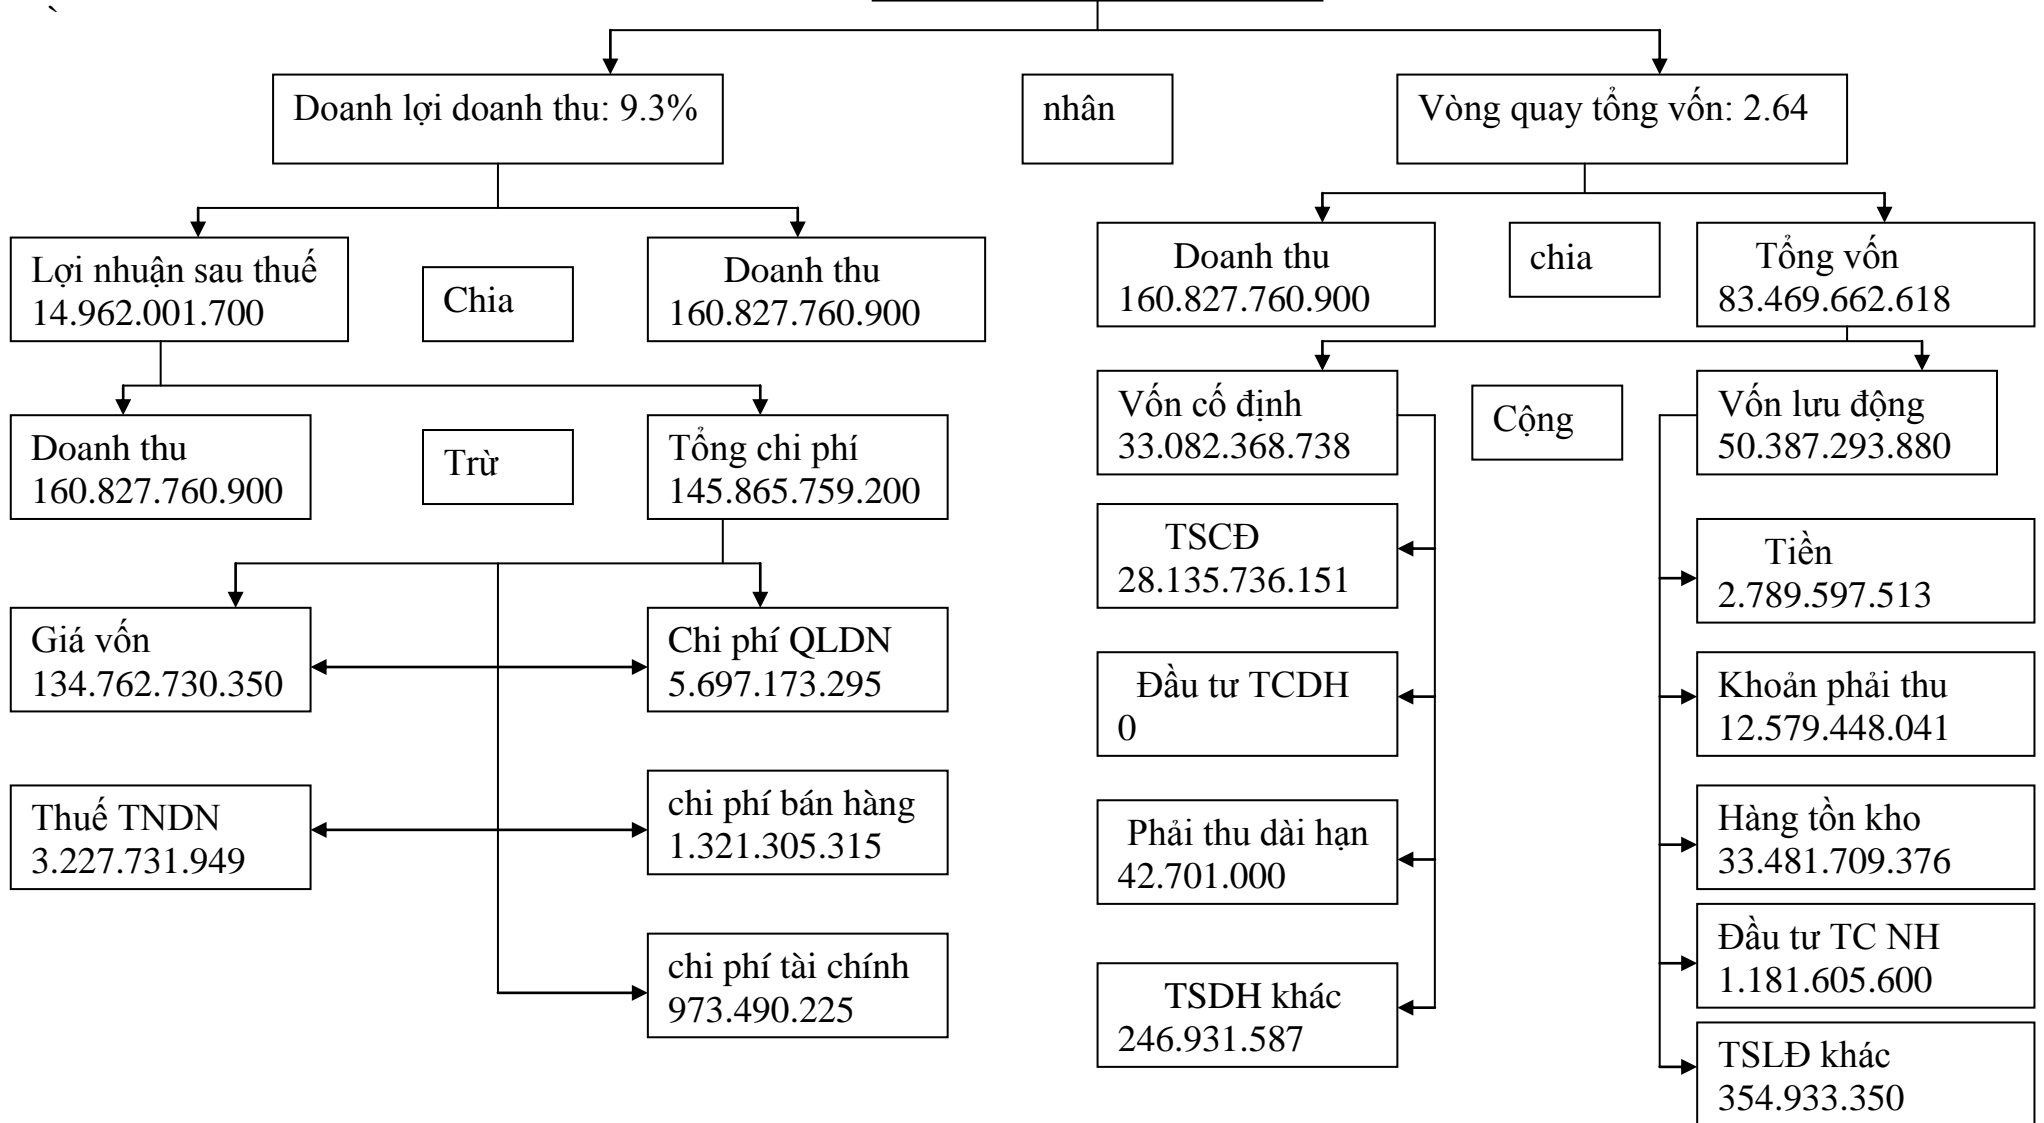 `
Doanh lợi doanh thu: 9.3%
nhân
Vòng quay tổng vốn: 2.64
Lợi nhuận sau thuế
14.962.001.700
Chia
Doanh thu
160.827.760.900
Doanh thu
160.827.760.900
chia
Tổng vốn
83.469.662.618
Doanh thu
160.827.760.900
Trừ
Tổng chi phí
145.865.759.200
Vốn cố định
33.082.368.738
Cộng
Vốn lưu động
50.387.293.880
Giá vốn
134.762.730.350
Chi phí QLDN
5.697.173.295
Thuế TNDN
3.227.731.949
chi phí bán hàng
1.321.305.315
chi phí tài chính
973.490.225
TSCĐ
28.135.736.151
Đầu tư TCDH
0
Phải thu dài hạn
42.701.000
TSDH khác
246.931.587
Tiền
2.789.597.513
Khoản phải thu
12.579.448.041
Hàng tồn kho
33.481.709.376
Đầu tư TC NH
1.181.605.600
TSLĐ khác
354.933.350